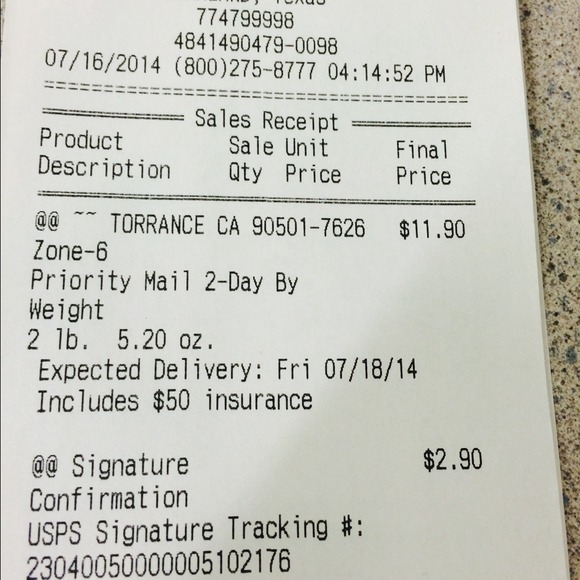 Texas
774799998
4841490479-0098
07/16/2014 (800)275-8777 04:14:52 PM
Sales Receipt
Product Sale Unit Final
Description Qty Price Price
@@ ~~ TORRANCE CA 90501-7626 $11.90
Zone-6
Priority Mail 2-Day By
Weight
2 lb. 5.20 oz.
Expected Delivery: Fri 07/18/14
Includes $50 insurance
@@ Signature $2.90
Confirmation
USPS Signature Tracking #:
23040050000005102176